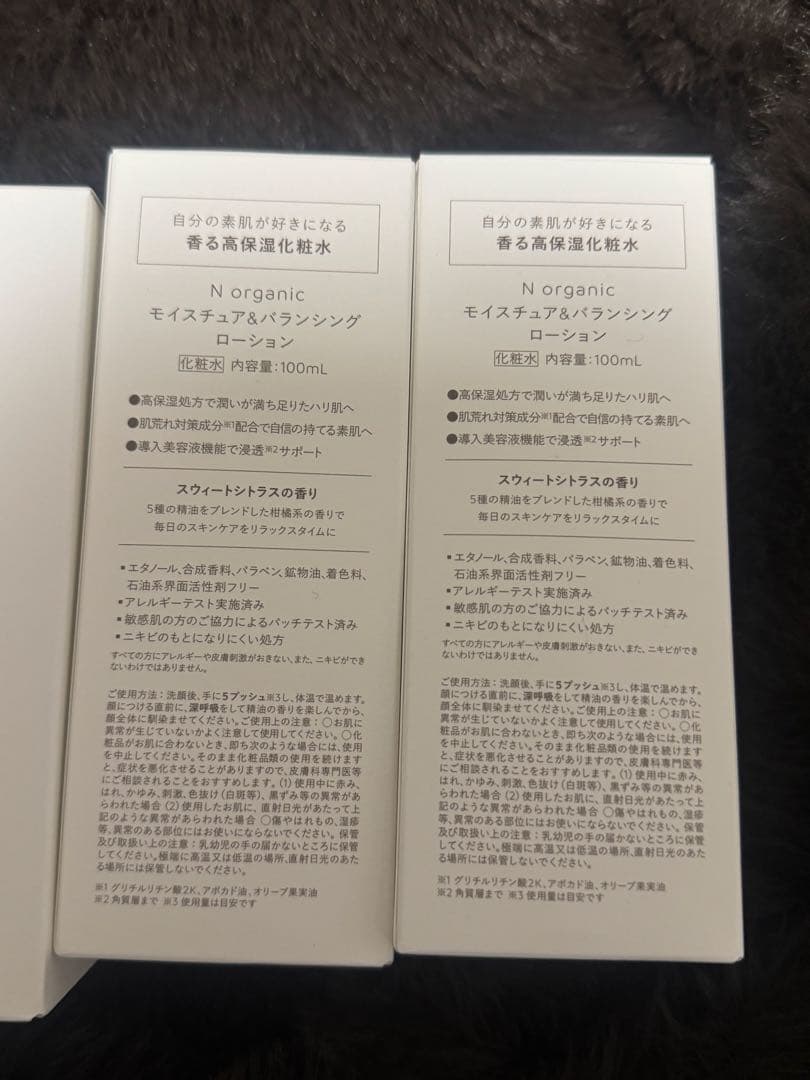 自分の素肌が好きになる
香る高保湿化粧水
N organic
モイスチュア&バランシング
ローション
化粧水 内容量:100mL
●高保湿処方で潤いが満ち足りたハリ肌へ
●肌荒れ対策成分※1配合で自信の持てる素肌へ
●導入美容液機能で浸透※2サポート
スウィートシトラスの香り
5種の精油をブレンドした柑橘系の香りで
毎日のスキンケアをリラックスタイムに
▪エタノール、合成香料、パラベン、鉱物油、着色料、
石油系界面活性剤フリー
▪アレルギーテスト実施済み
▪敏感肌の方のご協力によるパッチテスト済み
▪ニキビのもとになりにくい処方
すべての方にアレルギーや皮膚刺激がおきない、また、ニキビができ
ないわけではありません。
ご使用方法:洗顔後、手に5プッシュ※3し、体温で温めます。
顔につける直前に、深呼吸をして精油の香りを楽しんでから、
顔全体に馴染ませてください。ご使用上の注意:○お肌に
異常が生じていないかよく注意して使用してください。○化
粧品がお肌に合わないとき、即ち次のような場合には、使用
を中止してください。そのまま化粧品類の使用を続けます
と、症状を悪化させることがありますので、皮膚科専門医等
にご相談されることをおすすめします。(1)使用中に赤み、
はれ、かゆみ、刺激、色抜け(白斑等)、黒ずみ等の異常があ
らわれた場合(2)使用したお肌に、直射日光があたって上
記のような異常があらわれた場合 ○傷やはれもの、湿疹
等、異常のある部位にはお使いにならないでください。保管
及び取扱い上の注意:乳幼児の手の届かないところに保管
してください。極端に高温又は低温の場所、直射日光のあた
る場所には保管しないでください。
※1 グリチルリチン酸2K、アボカド油、オリーブ果実油
※2 角質層まで ※3 使用量は目安です
自分の素肌が好きになる
香る高保湿化粧水
N organic
モイスチュア&バランシング
ローション
化粧水 内容量:100mL
●高保湿処方で潤いが満ち足りたハリ肌へ
●肌荒れ対策成分※1配合で自信の持てる素肌へ
●導入美容液機能で浸透※2サポート
スウィートシトラスの香り
5種の精油をブレンドした柑橘系の香りで
毎日のスキンケアをリラックスタイムに
▪エタノール、合成香料、パラベン、鉱物油、着色料、
石油系界面活性剤フリー
▪アレルギーテスト実施済み
▪敏感肌の方のご協力によるパッチテスト済み
▪ニキビのもとになりにくい処方
すべての方にアレルギーや皮膚刺激がおきない、また、ニキビができ
ないわけではありません。
ご使用方法:洗顔後、手に5プッシュ※3し、体温で温めます。
顔につける直前に、深呼吸をして精油の香りを楽しんでから、
顔全体に馴染ませてください。ご使用上の注意:○お肌に
異常が生じていないかよく注意して使用してください。○化
粧品がお肌に合わないとき、即ち次のような場合には、使用
を中止してください。そのまま化粧品類の使用を続けます
と、症状を悪化させることがありますので、皮膚科専門医等
にご相談されることをおすすめします。(1)使用中に赤み、
はれ、かゆみ、刺激、色抜け(白斑等)、黒ずみ等の異常があ
らわれた場合(2)使用したお肌に、直射日光があたって上
記のような異常があらわれた場合 ○傷やはれもの、湿疹
等、異常のある部位にはお使いにならないでください。保管
及び取扱い上の注意:乳幼児の手の届かないところに保管
してください。極端に高温又は低温の場所、直射日光のあた
る場所には保管しないでください。
※1 グリチルリチン酸2K、アボカド油、オリーブ果実油
※2 角質層まで ※3 使用量は目安です